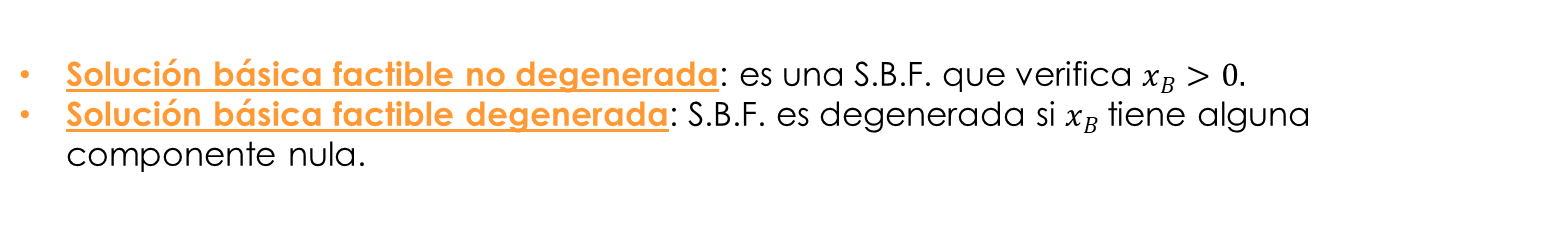 • Solución básica factible no degenerada: es una S.B.F. que verifica x_B > 0.
• Solución básica factible degenerada: S.B.F. es degenerada si x_B tiene alguna
componente nula.